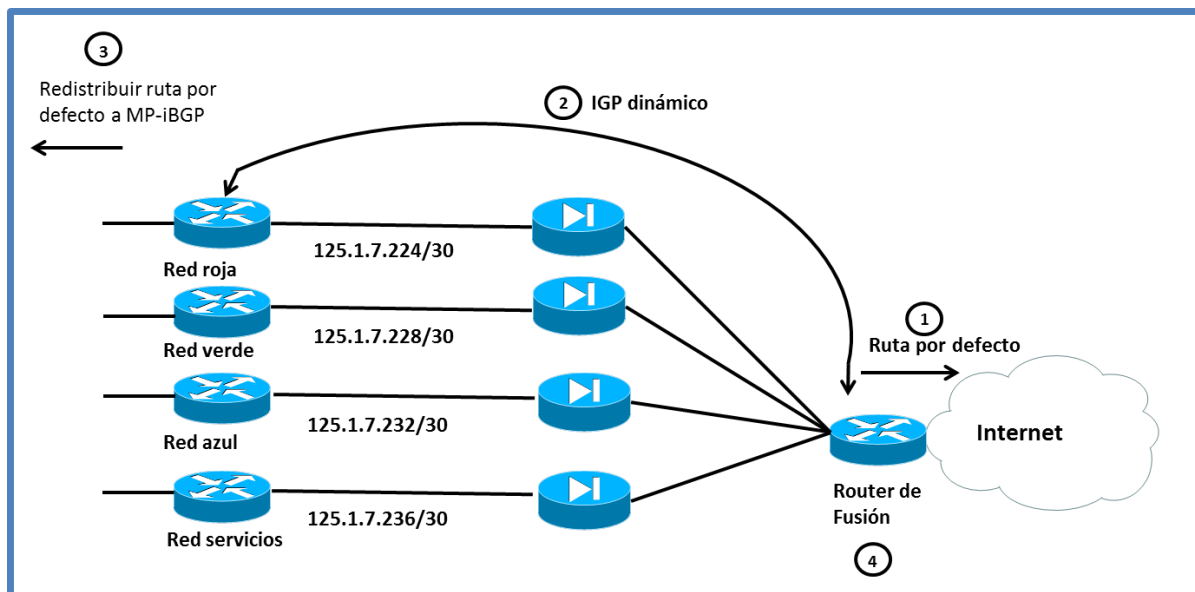 3
Redistribuir ruta por
defecto a MP-iBGP
2 IGP dinámico
125.1.7.224/30
Red roja
125.1.7.228/30
Red verde
1
Ruta por defecto
125.1.7.232/30
Red azul
Internet
125.1.7.236/30
Red servicios
Router de
Fusión
4